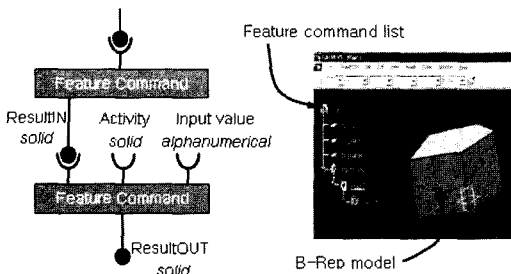 Feature Command
ResultIN
solid
Activity
solid
Input value
alphanumerical
Feature Command
ResultOUT
solid
Feature command list
B-Rep model